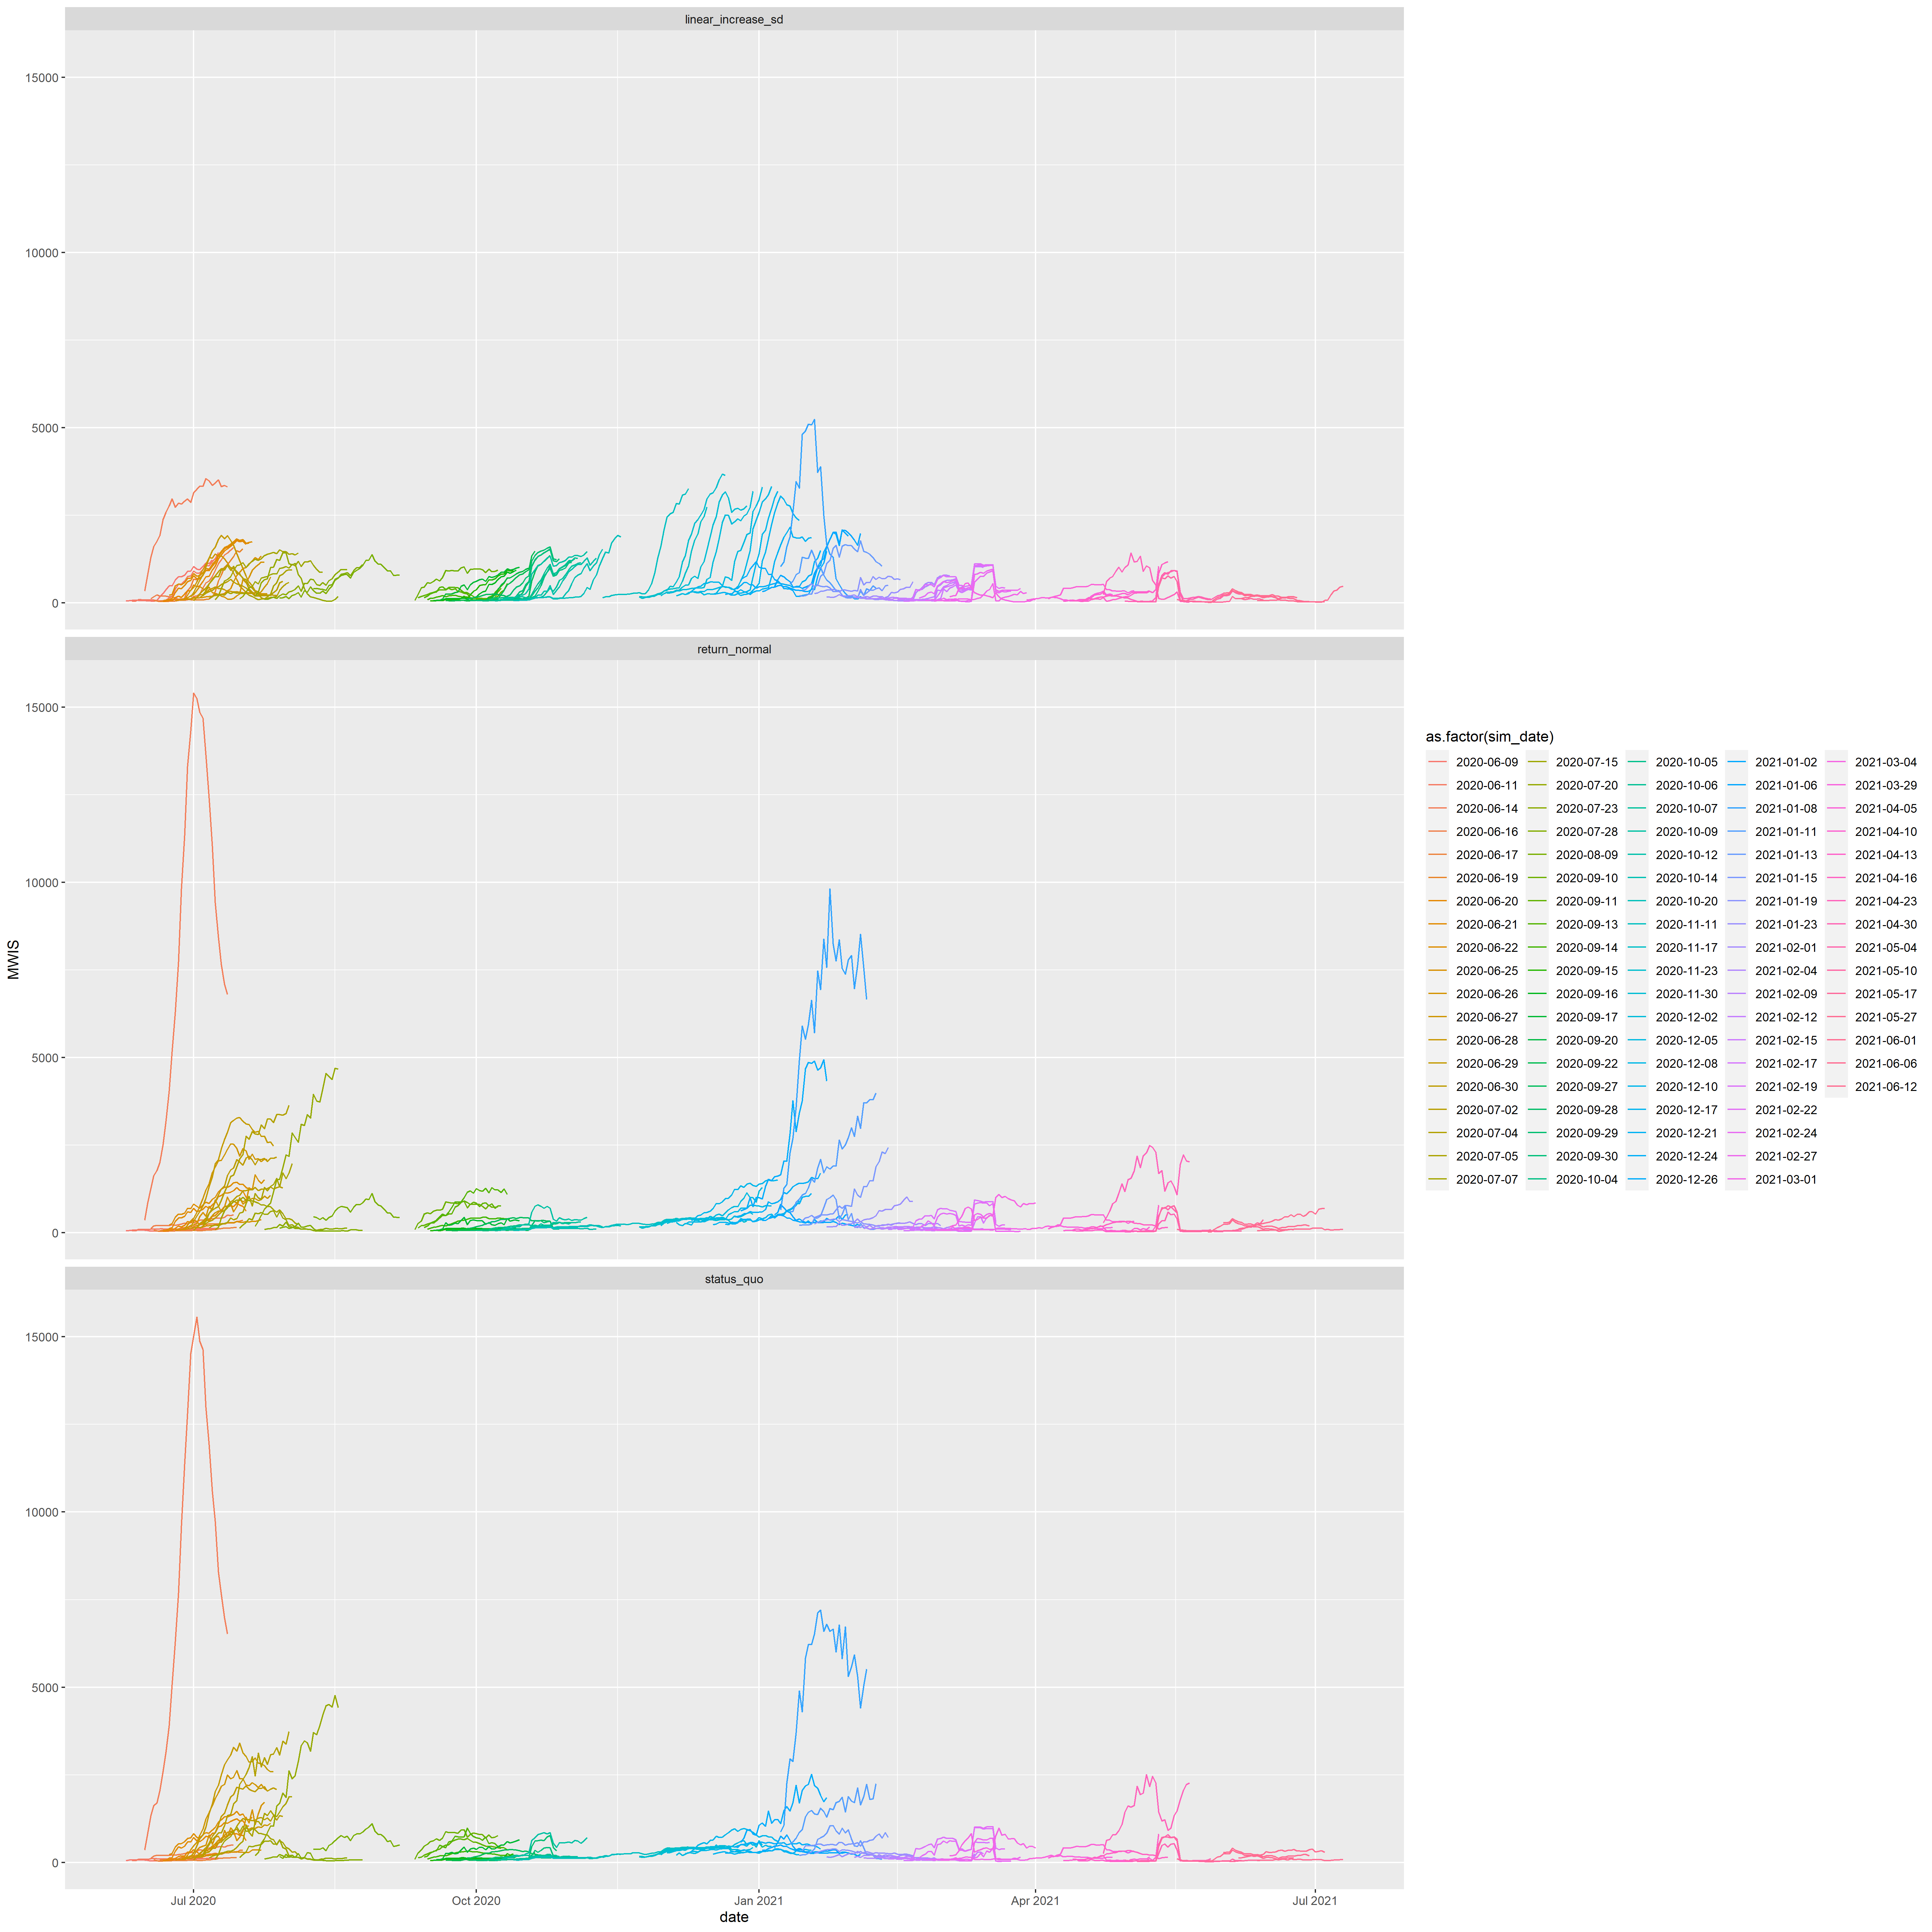 linear_increase_sd
15000
10000
5000
0
return_normal
15000
10000
5000
0
status_quo
15000
10000
5000
0
Jul 2020 Oct 2020 Jan 2021 Apr 2021 Jul 2021
date
MWIS
as.factor(sim_date)
2020-06-09 2020-07-15 2020-10-05 2021-01-02 2021-03-04
2020-06-11 2020-07-20 2020-10-06 2021-01-06 2021-03-29
2020-06-14 2020-07-23 2020-10-07 2021-01-08 2021-04-05
2020-06-16 2020-07-28 2020-10-09 2021-01-11 2021-04-10
2020-06-17 2020-08-09 2020-10-12 2021-01-13 2021-04-13
2020-06-19 2020-09-10 2020-10-14 2021-01-15 2021-04-16
2020-06-20 2020-09-11 2020-10-20 2021-01-19 2021-04-23
2020-06-21 2020-09-13 2020-11-11 2021-01-23 2021-04-30
2020-06-22 2020-09-14 2020-11-17 2021-02-01 2021-05-04
2020-06-25 2020-09-15 2020-11-23 2021-02-04 2021-05-10
2020-06-26 2020-09-16 2020-11-30 2021-02-09 2021-05-17
2020-06-27 2020-09-17 2020-12-02 2021-02-12 2021-05-27
2020-06-28 2020-09-20 2020-12-05 2021-02-15 2021-06-01
2020-06-29 2020-09-22 2020-12-08 2021-02-17 2021-06-06
2020-06-30 2020-09-27 2020-12-10 2021-02-19 2021-06-12
2020-07-02 2020-09-28 2020-12-17 2021-02-22
2020-07-04 2020-09-29 2020-12-21 2021-02-24
2020-07-05 2020-09-30 2020-12-24 2021-02-27
2020-07-07 2020-10-04 2020-12-26 2021-03-01